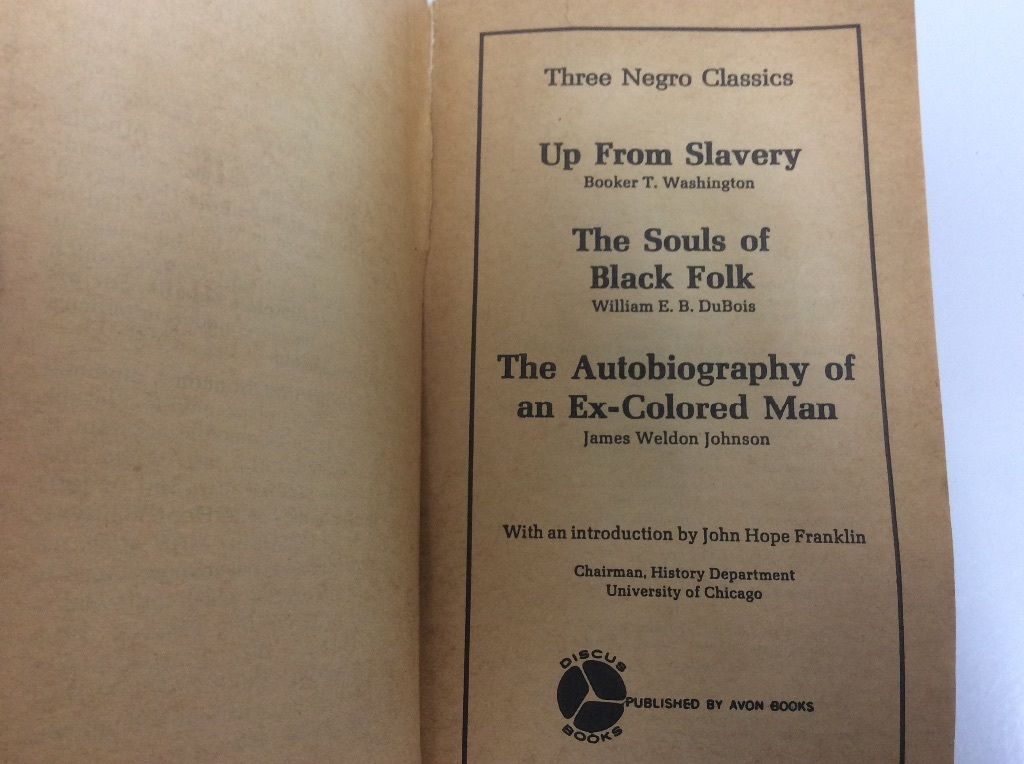 Three Negro Classics
Up From Slavery
Booker T. Washington
The Souls of
Black Folk
William E. B. DuBois
The Autobiography of
an Ex-Colored Man
James Weldon Johnson
With an introduction by John Hope Franklin
Chairman, History Department
University of Chicago
DISCUS
BOOKS
PUBLISHED BY AVON BOOKS